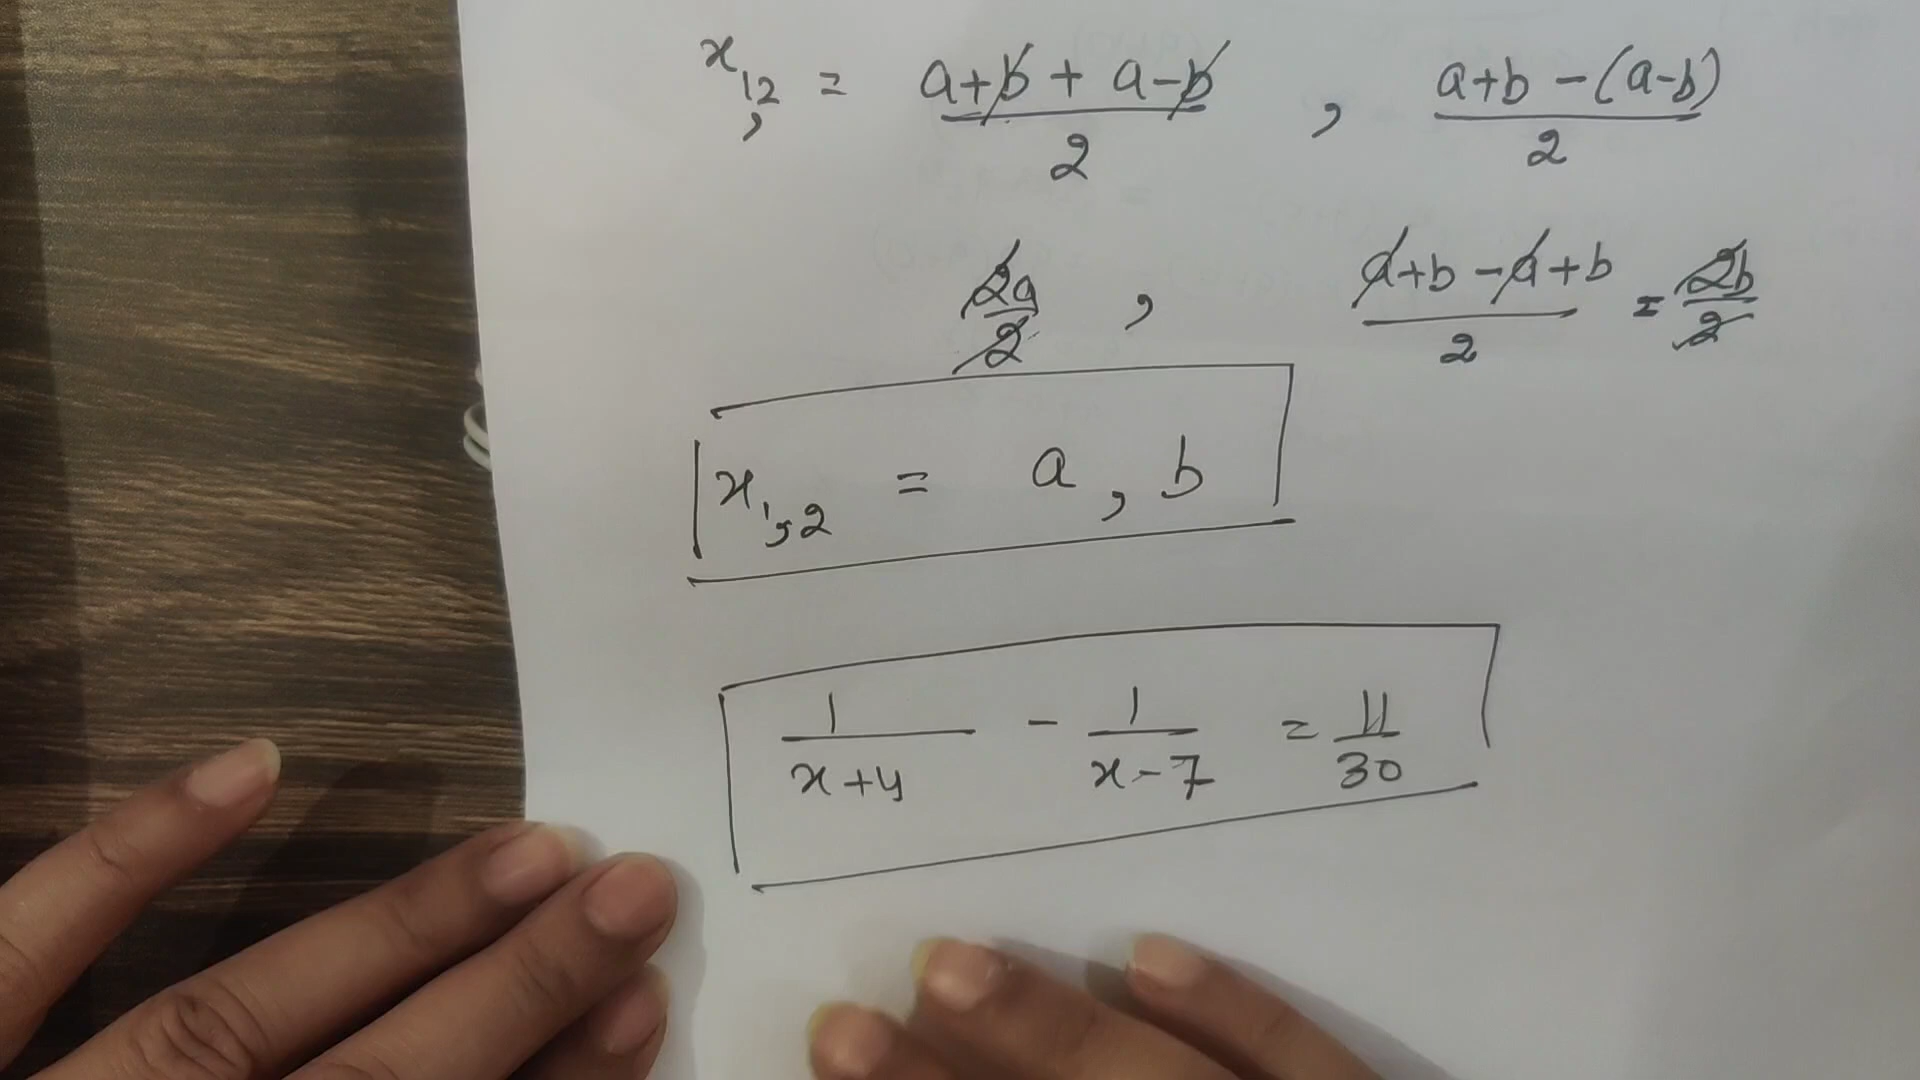 x₁,₂ = (a+b + a-b)/2 , (a+b-(a-b))/2
2a/2 , (a+b-a+b)/2 = 2b/2
x₁,₂ = a, b
1/(x+4) - 1/(x-7) = 11/30